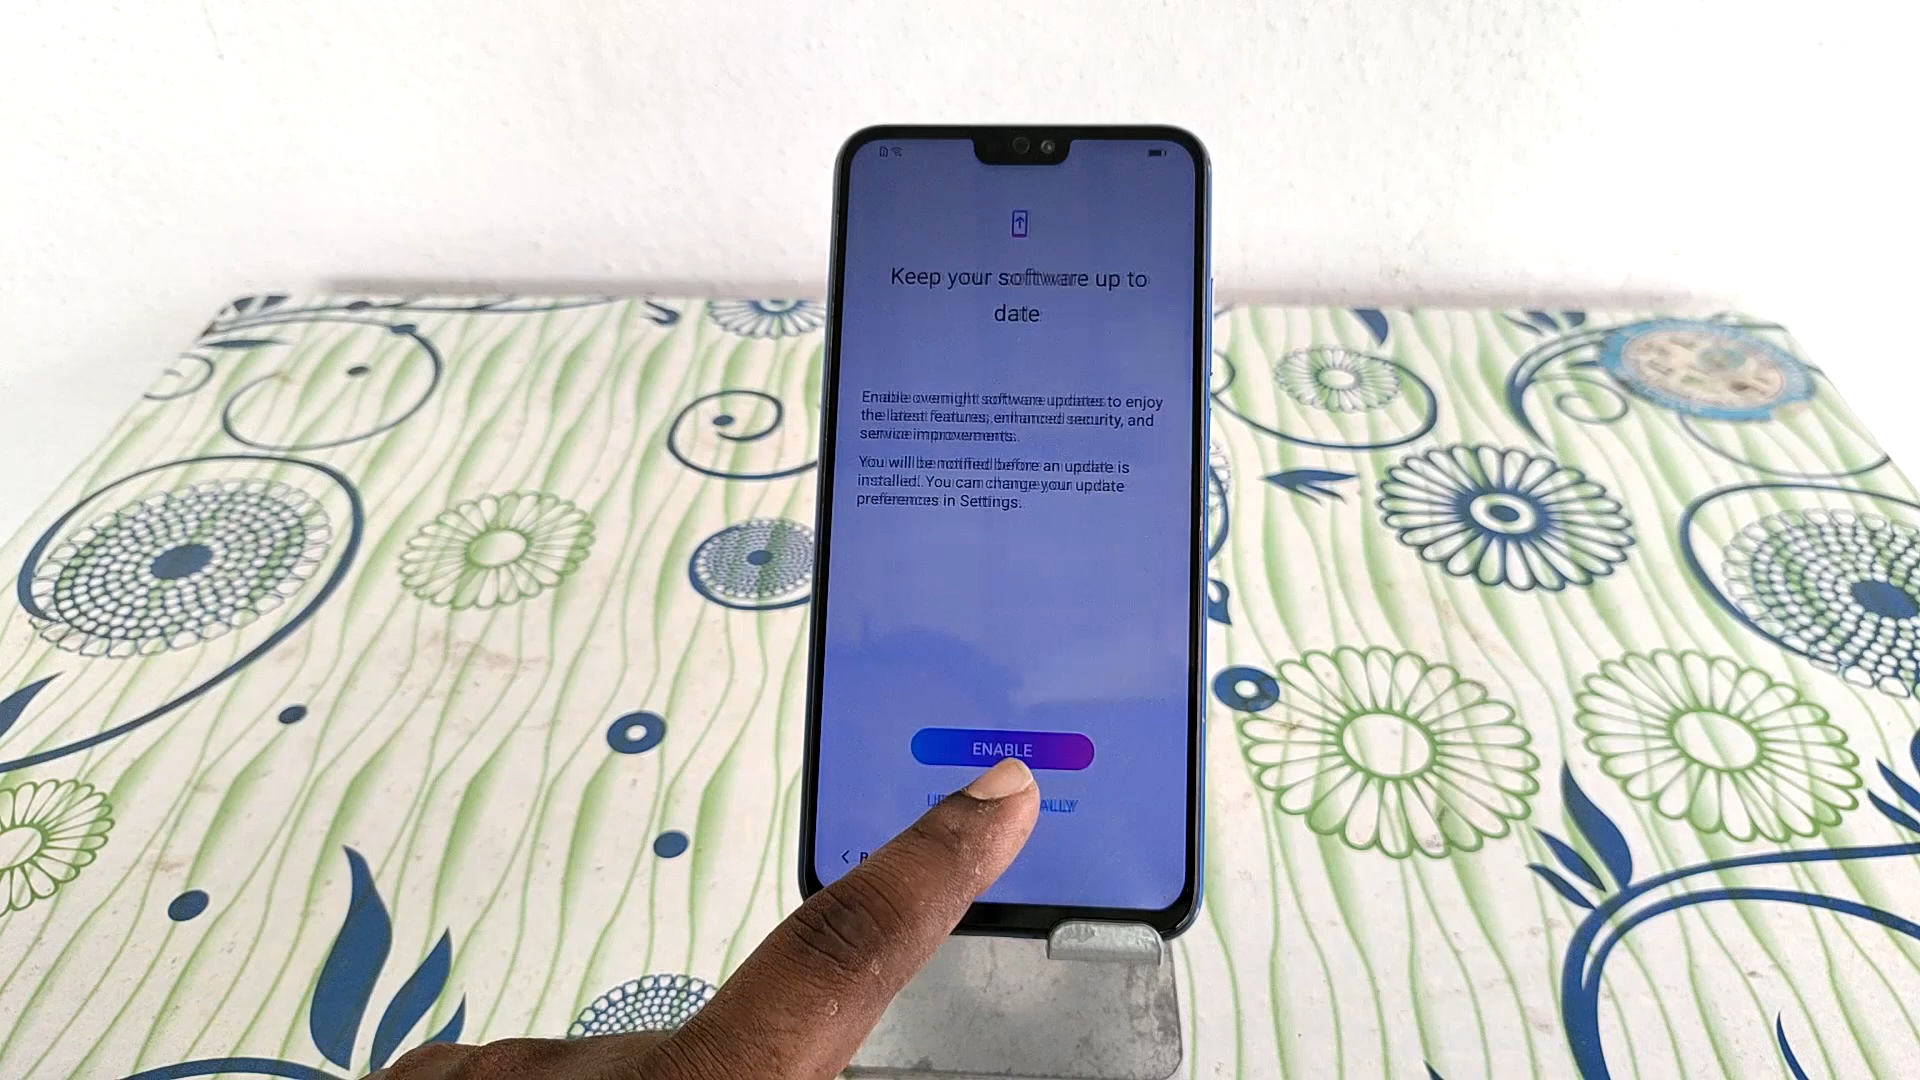 Keep your software up to
date
Enable overnight software updates to enjoy
the latest features, enhanced security, and
service improvements.
You will be notified before an update is
installed. You can change your update
preferences in Settings.
ENABLE